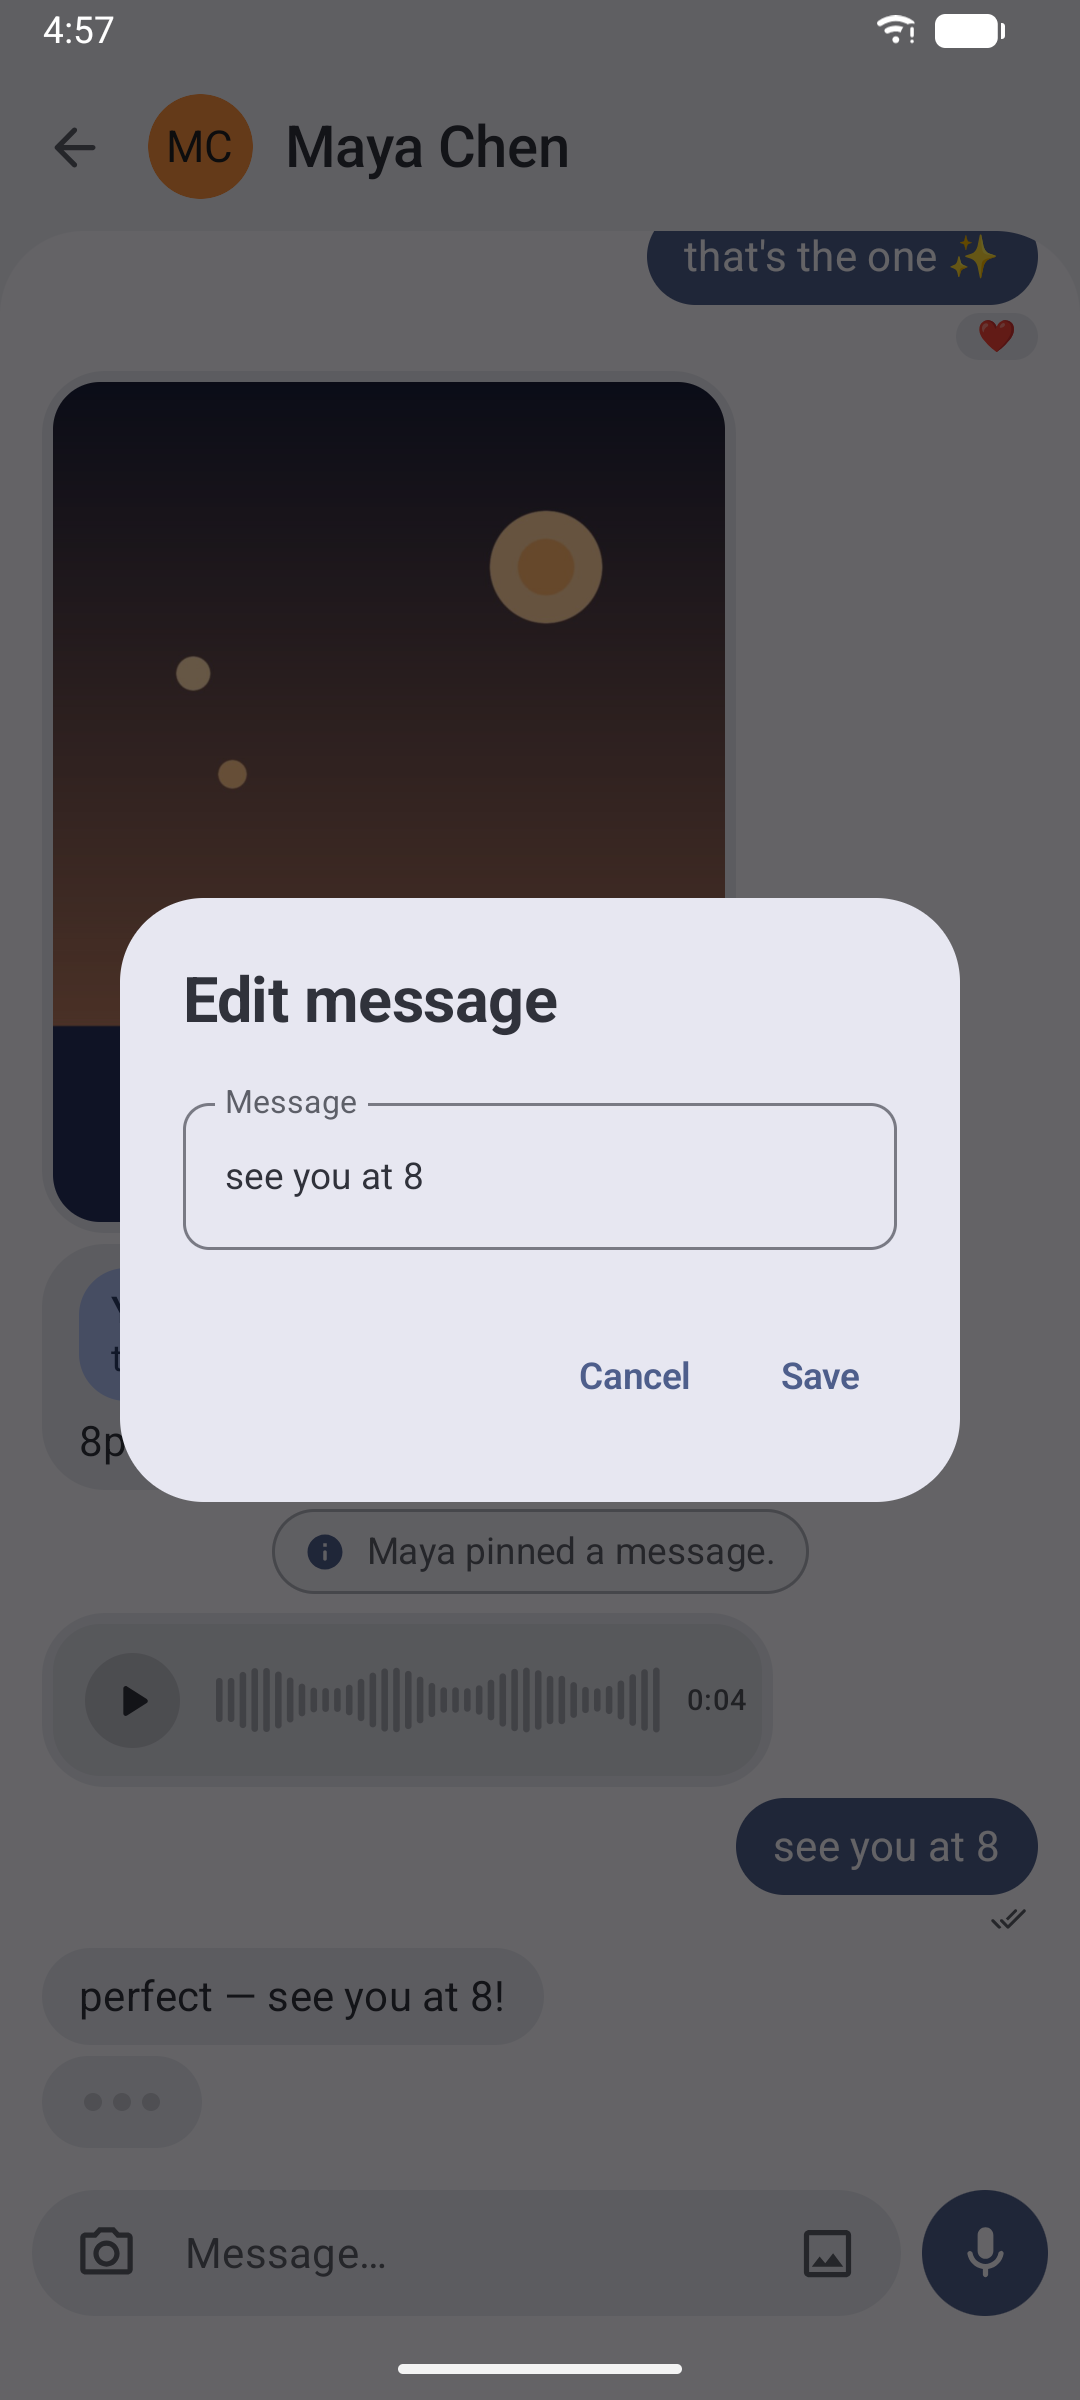 4:57
MC
Maya Chen
that's the one ✨
❤️
Edit message
Message
see you at 8
Cancel
Save
Maya pinned a message.
0:04
see you at 8
perfect — see you at 8!
Message…